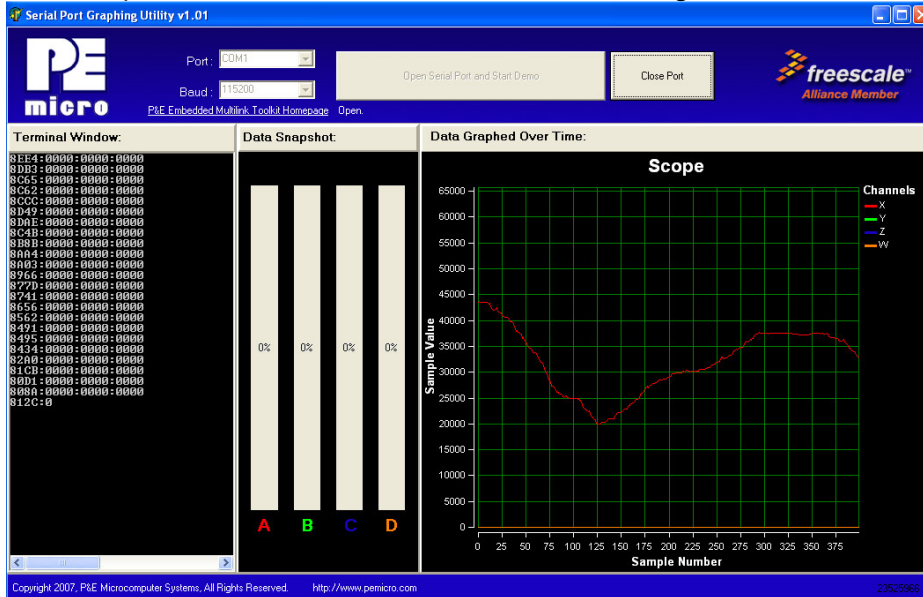 Serial Port Graphing Utility v1.01
PE
micro
Port: COM1
Baud: 115200
Open Serial Port and Start Demo
Close Port
freescale™
Alliance Member
P&E Embedded Multilink Toolkit Homepage Open.
Terminal Window:
Data Snapshot:
Data Graphed Over Time:
8EE4:0000:0000:0000
8DB3:0000:0000:0000
8C65:0000:0000:0000
8C62:0000:0000:0000
8CCC:0000:0000:0000
8D49:0000:0000:0000
8DAE:0000:0000:0000
8C4B:0000:0000:0000
8B8B:0000:0000:0000
8AA4:0000:0000:0000
8A03:0000:0000:0000
8966:0000:0000:0000
877D:0000:0000:0000
8741:0000:0000:0000
8656:0000:0000:0000
8562:0000:0000:0000
8491:0000:0000:0000
8495:0000:0000:0000
8434:0000:0000:0000
82A0:0000:0000:0000
81CB:0000:0000:0000
80D1:0000:0000:0000
808A:0000:0000:0000
812C:0
0% 0% 0% 0%
A B C D
Scope
Channels
X
Y
Z
W
Sample Value
65000
60000
55000
50000
45000
40000
35000
30000
25000
20000
15000
10000
5000
0
0 25 50 75 100 125 150 175 200 225 250 275 300 325 350 375
Sample Number
Copyright 2007, P&E Microcomputer Systems, All Rights Reserved. http://www.pemicro.com